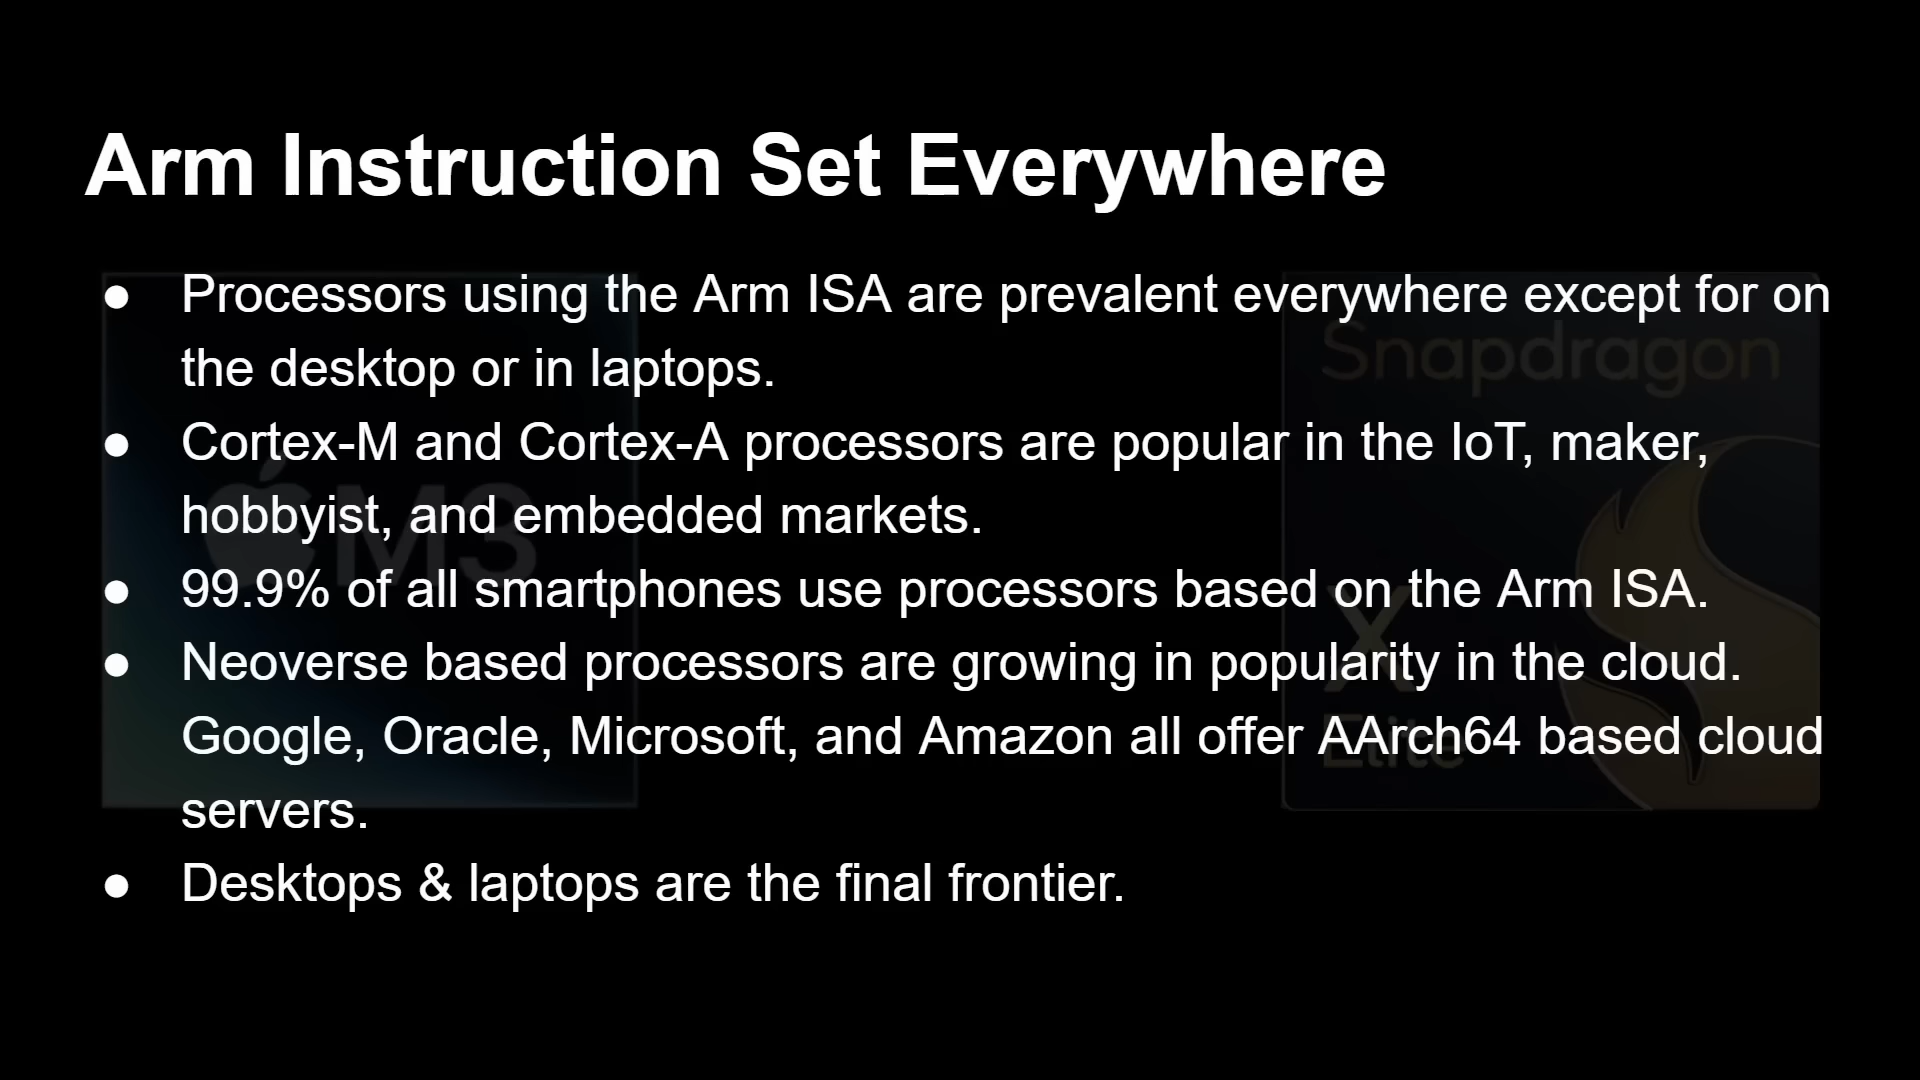 Arm Instruction Set Everywhere
● Processors using the Arm ISA are prevalent everywhere except for on
the desktop or in laptops.
● Cortex-M and Cortex-A processors are popular in the IoT, maker,
hobbyist, and embedded markets.
● 99.9% of all smartphones use processors based on the Arm ISA.
● Neoverse based processors are growing in popularity in the cloud.
Google, Oracle, Microsoft, and Amazon all offer AArch64 based cloud
servers.
● Desktops & laptops are the final frontier.
M3
Snapdragon
X
Elite